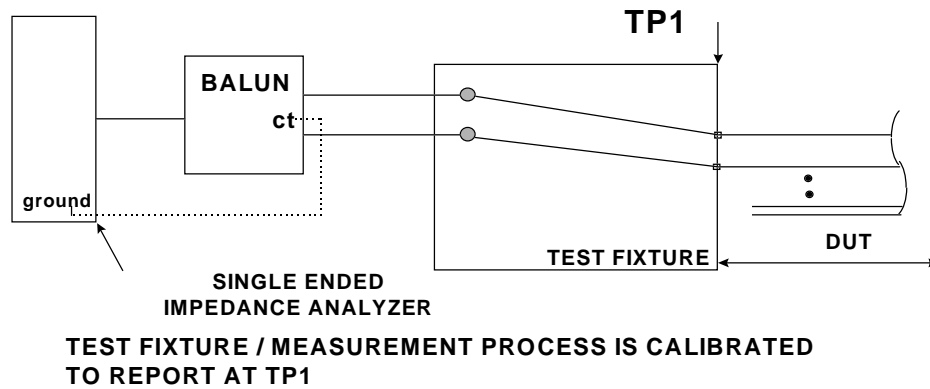 TP1
BALUN
ct
ground
TEST FIXTURE
DUT
SINGLE ENDED
IMPEDANCE ANALYZER
TEST FIXTURE / MEASUREMENT PROCESS IS CALIBRATED
TO REPORT AT TP1